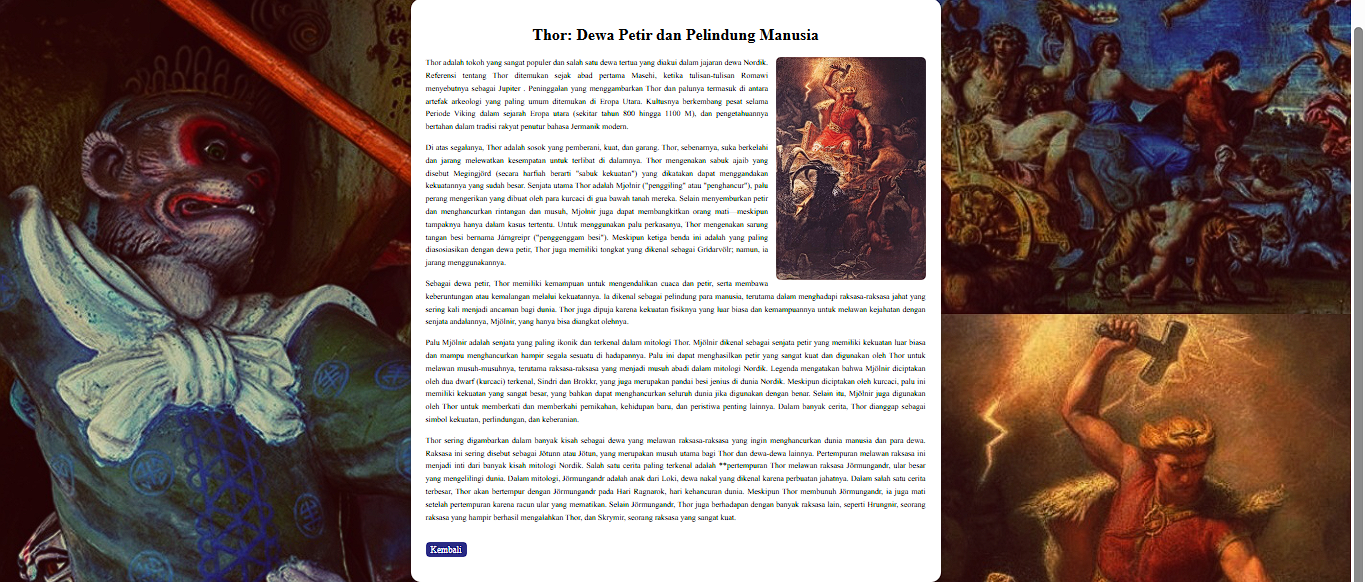 Thor: Dewa Petir dan Pelindung Manusia
Thor adalah tokoh yang sangat populer dan salah satu dewa tertua yang diakui dalam jajaran dewa Nordik.
Referensi tentang Thor ditemukan sejak abad pertama Masehi, ketika tulisan-tulisan Romawi
menyebutnya sebagai Jupiter . Peninggalan yang menggambarkan Thor dan palunya termasuk di antara
artefak arkeologi yang paling umum ditemukan di Eropa Utara. Kultusnya berkembang pesat selama
Periode Viking dalam sejarah Eropa utara (sekitar tahun 800 hingga 1100 M), dan pengetahuannya
bertahan dalam tradisi rakyat penutur bahasa Jermanik modern.
Di atas segalanya, Thor adalah sosok yang pemberani, kuat, dan garang. Thor, sebenarnya, suka berkelahi
dan jarang melewatkan kesempatan untuk terlibat di dalamnya. Thor mengenakan sabuk ajaib yang
disebut Megingjörd (secara harfiah berarti "sabuk kekuatan") yang dikatakan dapat menggandakan
kekuatannya yang sudah besar. Senjata utama Thor adalah Mjolnir ("penggiling" atau "penghancur"), palu
perang mengerikan yang dibuat oleh para kurcaci di gua bawah tanah mereka. Selain menyemburkan petir
dan menghancurkan rintangan dan musuh, Mjolnir juga dapat membangkitkan orang mati—meskipun
tampaknya hanya dalam kasus tertentu. Untuk menggunakan palu perkasanya, Thor mengenakan sarung
tangan besi bernama Járngreipr ("penggenggam besi"). Meskipun ketiga benda ini adalah yang paling
diasosiasikan dengan dewa petir, Thor juga memiliki tongkat yang dikenal sebagai Grídarvölr; namun, ia
jarang menggunakannya.
Sebagai dewa petir, Thor memiliki kemampuan untuk mengendalikan cuaca dan petir, serta membawa
keberuntungan atau kemalangan melalui kekuatannya. Ia dikenal sebagai pelindung para manusia, terutama dalam menghadapi raksasa-raksasa jahat yang
sering kali menjadi ancaman bagi dunia. Thor juga dipuja karena kekuatan fisiknya yang luar biasa dan kemampuannya untuk melawan kejahatan dengan
senjata andalannya, Mjölnir, yang hanya bisa diangkat olehnya.
Palu Mjölnir adalah senjata yang paling ikonik dan terkenal dalam mitologi Thor. Mjölnir dikenal sebagai senjata petir yang memiliki kekuatan luar biasa
dan mampu menghancurkan hampir segala sesuatu di hadapannya. Palu ini dapat menghasilkan petir yang sangat kuat dan digunakan oleh Thor untuk
melawan musuh-musuhnya, terutama raksasa-raksasa yang menjadi musuh abadi dalam mitologi Nordik. Legenda mengatakan bahwa Mjölnir diciptakan
oleh dua dwarf (kurcaci) terkenal, Sindri dan Brokkr, yang juga merupakan pandai besi jenius di dunia Nordik. Meskipun diciptakan oleh kurcaci, palu ini
memiliki kekuatan yang sangat besar, yang bahkan dapat menghancurkan seluruh dunia jika digunakan dengan benar. Selain itu, Mjölnir juga digunakan
oleh Thor untuk memberkati dan memberkahi pernikahan, kehidupan baru, dan peristiwa penting lainnya. Dalam banyak cerita, Thor dianggap sebagai
simbol kekuatan, perlindungan, dan keberanian.
Thor sering digambarkan dalam banyak kisah sebagai dewa yang melawan raksasa-raksasa yang ingin menghancurkan dunia manusia dan para dewa.
Raksasa ini sering disebut sebagai Jötunn atau Jötun, yang merupakan musuh utama bagi Thor dan dewa-dewa lainnya. Pertempuran melawan raksasa ini
menjadi inti dari banyak kisah mitologi Nordik. Salah satu cerita paling terkenal adalah **pertempuran Thor melawan raksasa Jörmungandr, ular besar
yang mengelilingi dunia. Dalam mitologi, Jörmungandr adalah anak dari Loki, dewa nakal yang dikenal karena perbuatan jahatnya. Dalam salah satu cerita
terbesar, Thor akan bertempur dengan Jörmungandr pada Hari Ragnarok, hari kehancuran dunia. Meskipun Thor membunuh Jörmungandr, ia juga mati
setelah pertempuran karena racun ular yang mematikan. Selain Jörmungandr, Thor juga berhadapan dengan banyak raksasa lain, seperti Hrungnir, seorang
raksasa yang hampir berhasil mengalahkan Thor, dan Skrymir, seorang raksasa yang sangat kuat.
Kembali